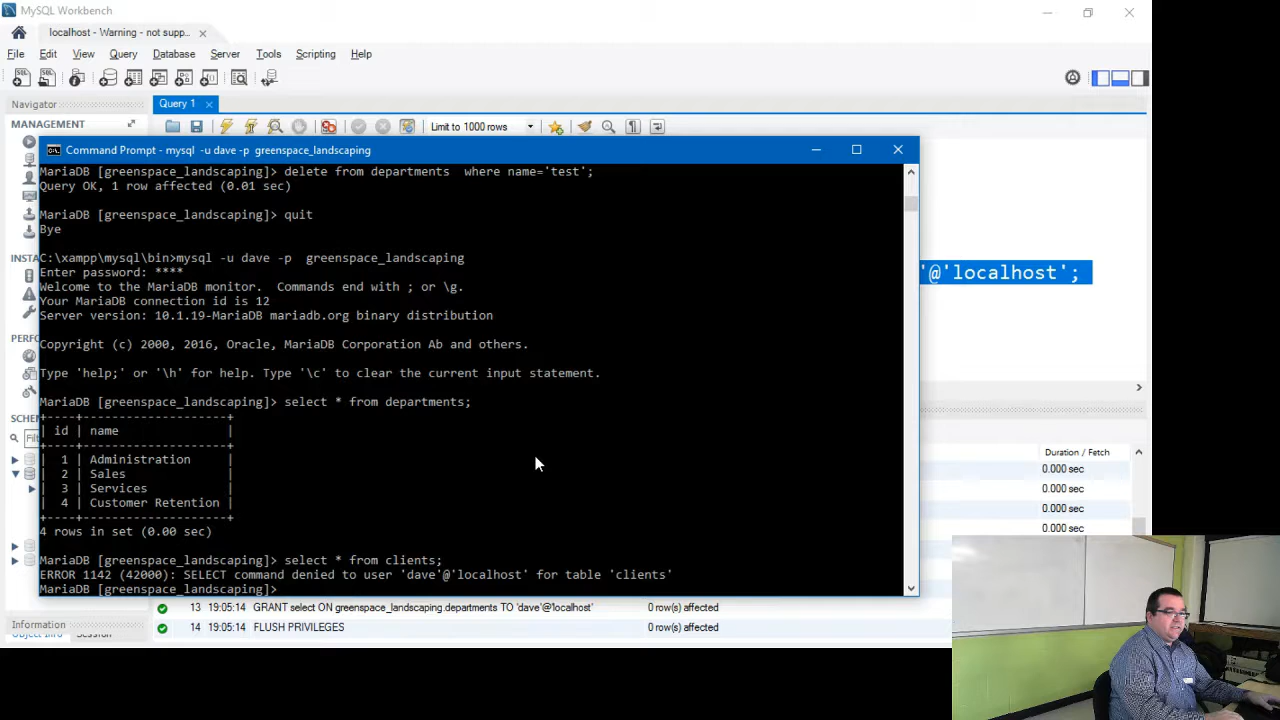 MySQL Workbench
localhost - Warning - not supp..
File Edit View Query Database Server Tools Scripting Help
Navigator
Query 1
MANAGEMENT
Limit to 1000 rows
Command Prompt - mysql -u dave -p greenspace_landscaping
MariaDB [greenspace_landscaping]> delete from departments  where name='test';
Query OK, 1 row affected (0.01 sec)
MariaDB [greenspace_landscaping]> quit
Bye
C:\xampp\mysql\bin>mysql -u dave -p  greenspace_landscaping
'@'localhost';
Enter password: ****
INSTA
Welcome to the MariaDB monitor.  Commands end with ; or \g.
Your MariaDB connection id is 12
Server version: 10.1.19-MariaDB mariadb.org binary distribution
PERFO
Copyright (c) 2000, 2016, Oracle, MariaDB Corporation Ab and others.
Type 'help;' or '\h' for help. Type '\c' to clear the current input statement.
MariaDB [greenspace_landscaping]> select * from departments;
SCHEM
+----+--------------------+
| id | name               |
+----+--------------------+
Filt
Duration / Fetch
|  1 | Administration     |
0.000 sec
|  2 | Sales              |
|  3 | Services           |
0.000 sec
|  4 | Customer Retention |
0.000 sec
+----+--------------------+
4 rows in set (0.00 sec)
0.000 sec
MariaDB [greenspace_landscaping]> select * from clients;
ERROR 1142 (42000): SELECT command denied to user 'dave'@'localhost' for table 'clients'
MariaDB [greenspace_landscaping]>
13 19:05:14 GRANT select ON greenspace_landscaping.departments TO 'dave'@'localhost' 0 row(s) affected
Information
14 19:05:14 FLUSH PRIVILEGES 0 row(s) affected
Object Info Session